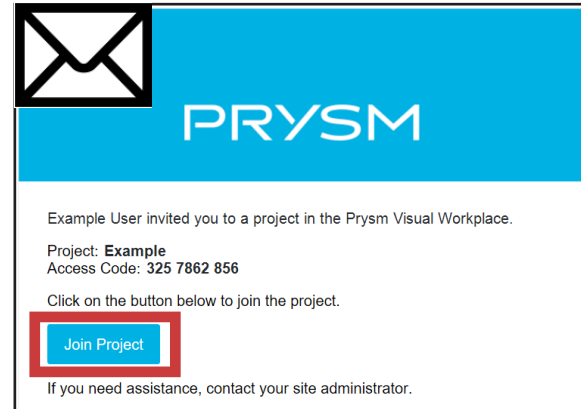 PRYSM
Example User invited you to a project in the Prysm Visual Workplace.
Project: Example
Access Code: 325 7862 856
Click on the button below to join the project.
Join Project
If you need assistance, contact your site administrator.